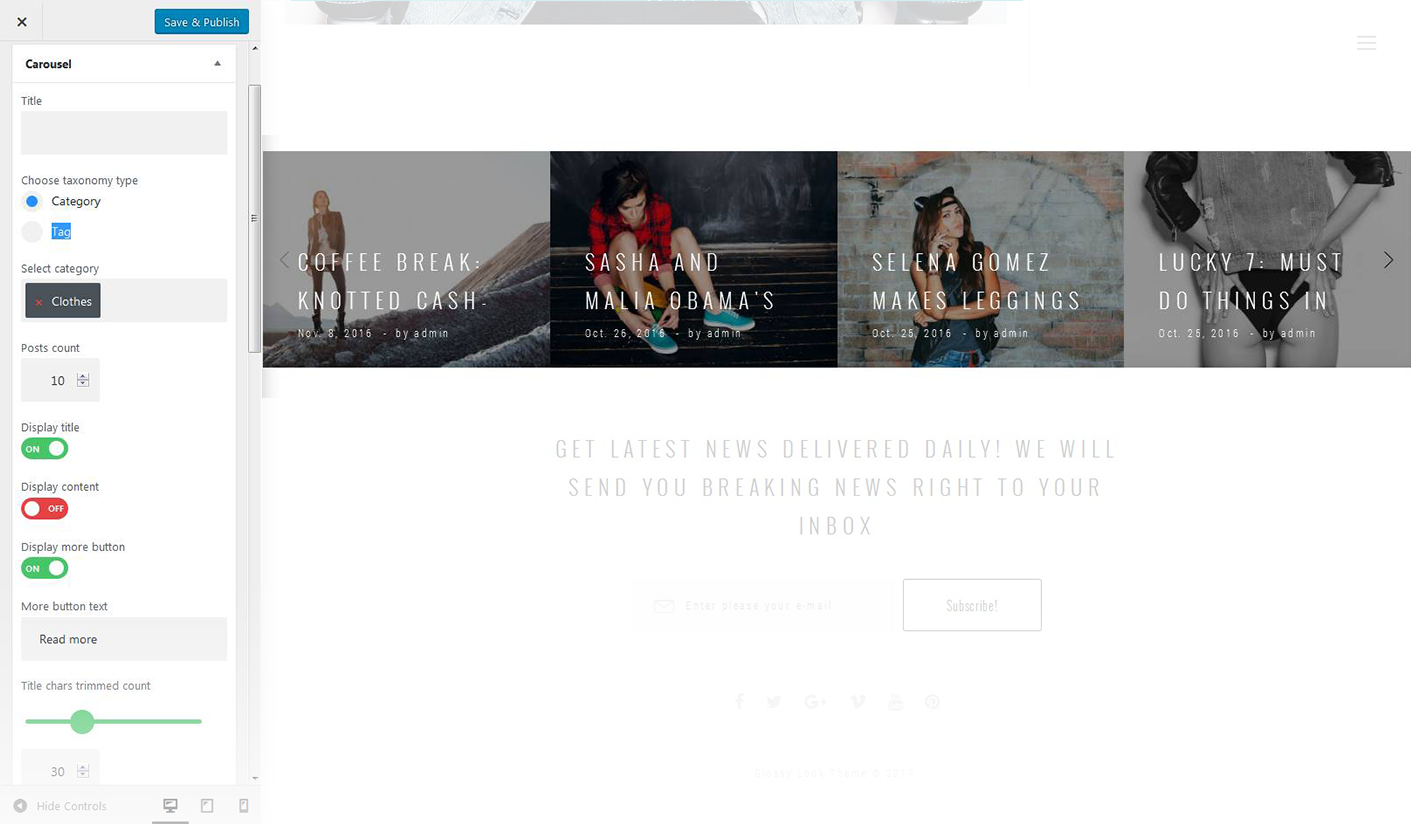 Save & Publish
Carousel
Title
Choose taxonomy type
Category
Tag
Select category
× Clothes
Posts count
10
Display title
ON
Display content
OFF
Display more button
ON
More button text
Read more
Title chars trimmed count
30
Hide Controls
COFFEE BREAK:
KNOTTED CASH-
Nov. 8, 2016 - by admin
SASHA AND
MALIA OBAMA'S
Oct. 25, 2016 - by admin
SELENA GOMEZ
MAKES LEGGINGS
Oct. 25, 2016 - by admin
LUCKY 7: MUST
DO THINGS IN
Oct. 25, 2016 - by admin
GET LATEST NEWS DELIVERED DAILY! WE WILL
SEND YOU BREAKING NEWS RIGHT TO YOUR
INBOX
Enter please your e-mail
Subscribe!